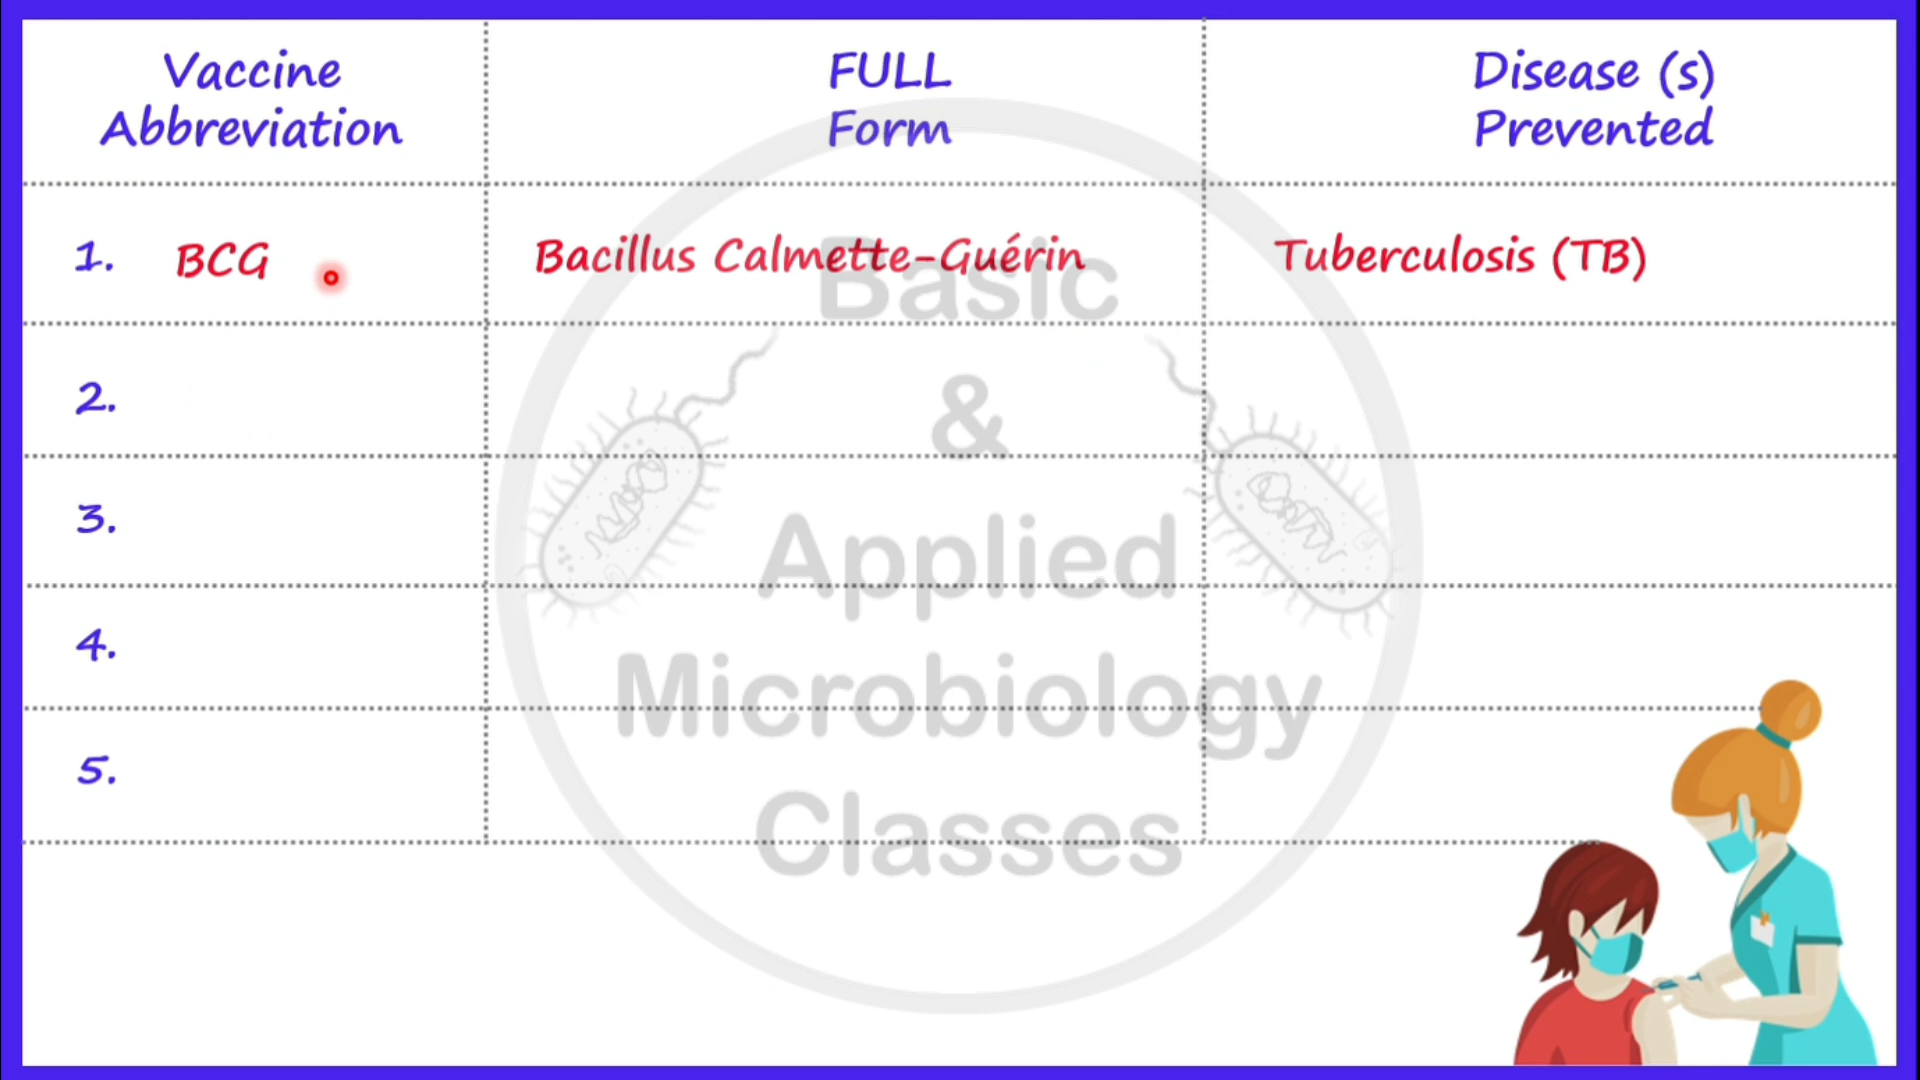 Vaccine
Abbreviation
FULL
Form
Disease (s)
Prevented
1. BCG
Bacillus Calmette-Guérin
Tuberculosis (TB)
2.
3.
4.
5.
Basic
&
Applied
Microbiology
Classes